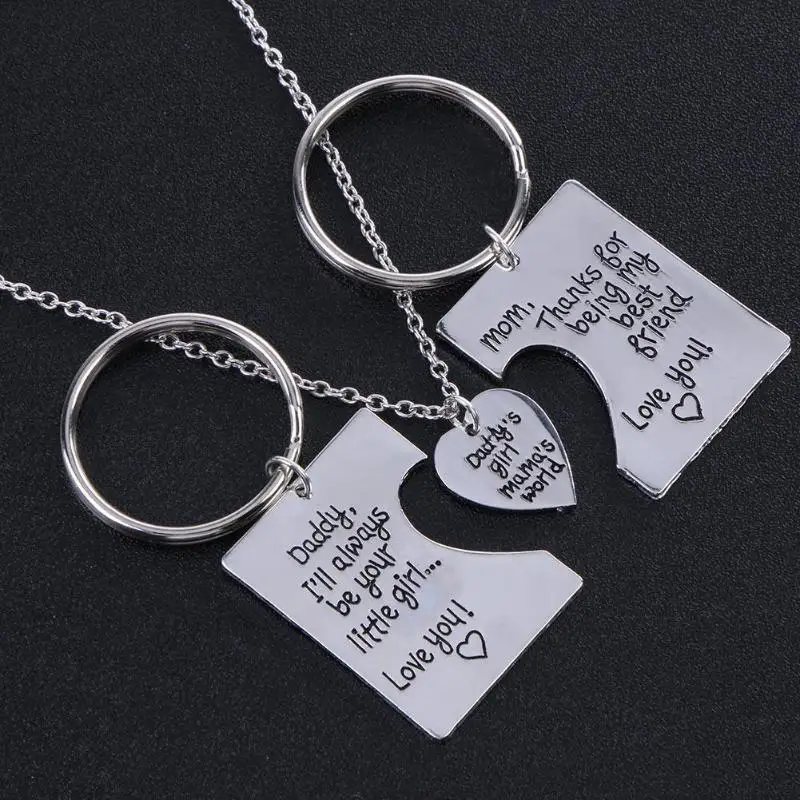 mom,
Thanks for
being my
best
friend
Love you!
Daddy's
girl
mama's
world
Daddy,
I'll always
be your
little girl...
Love you!